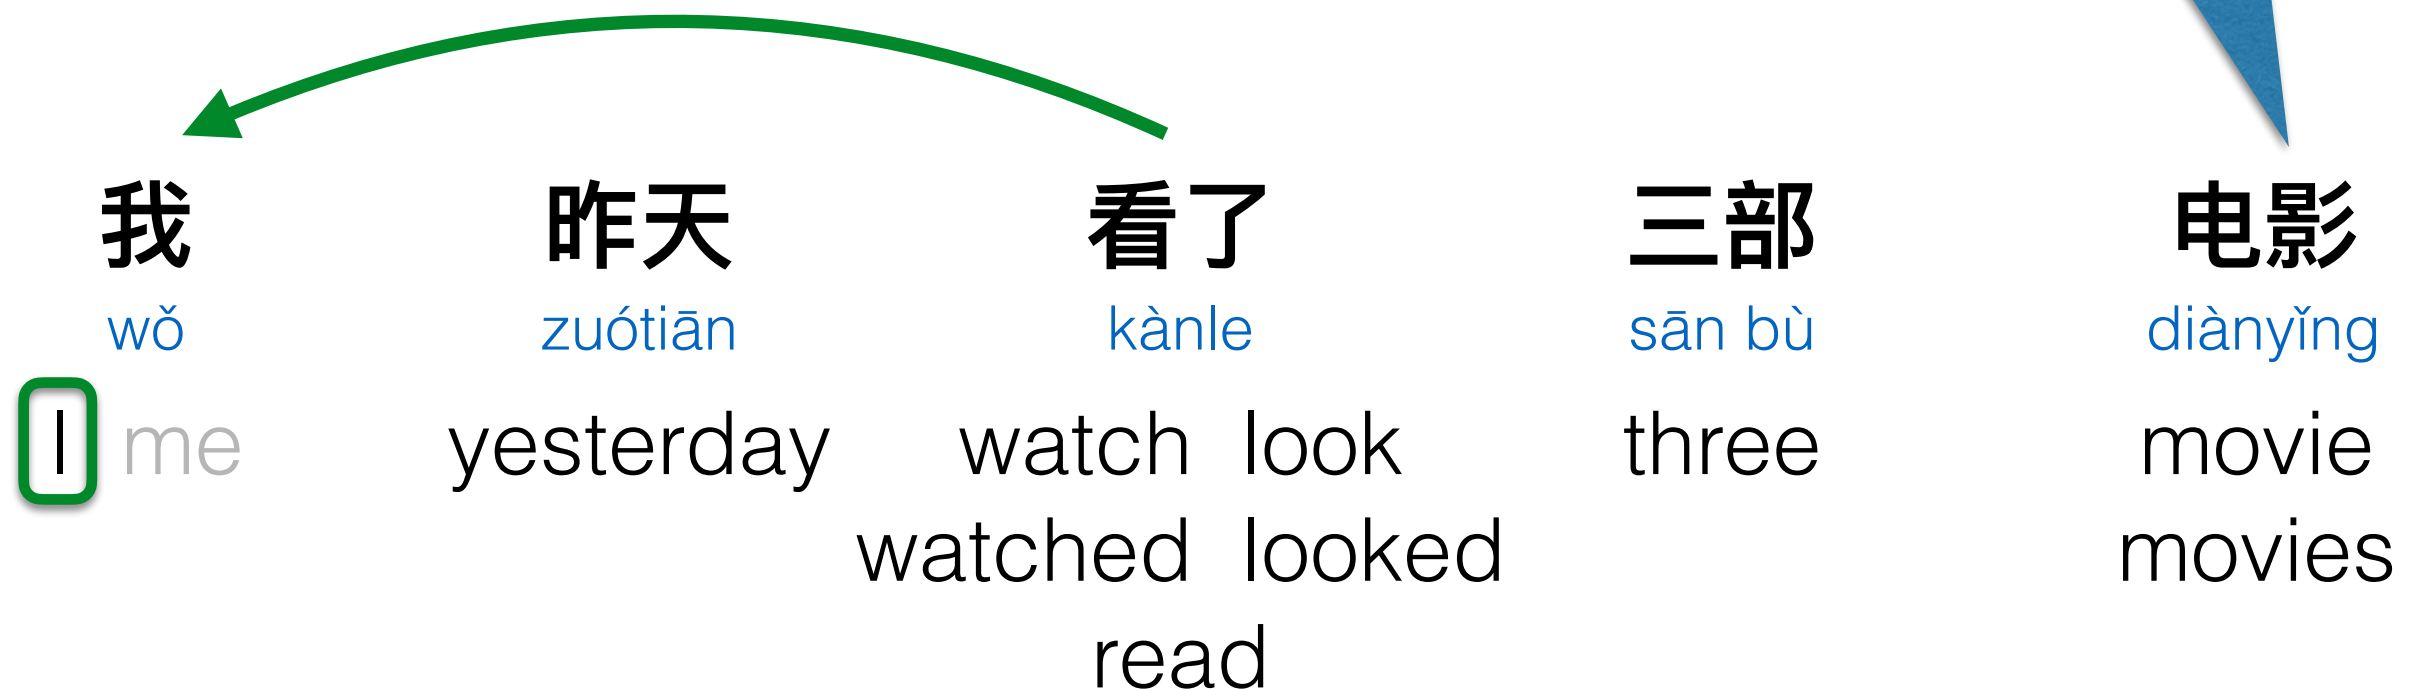 我 昨天 看了 三部 电影
wǒ zuótiān kànle sān bù diànyǐng
I me yesterday watch look three movie
watched looked movies
read